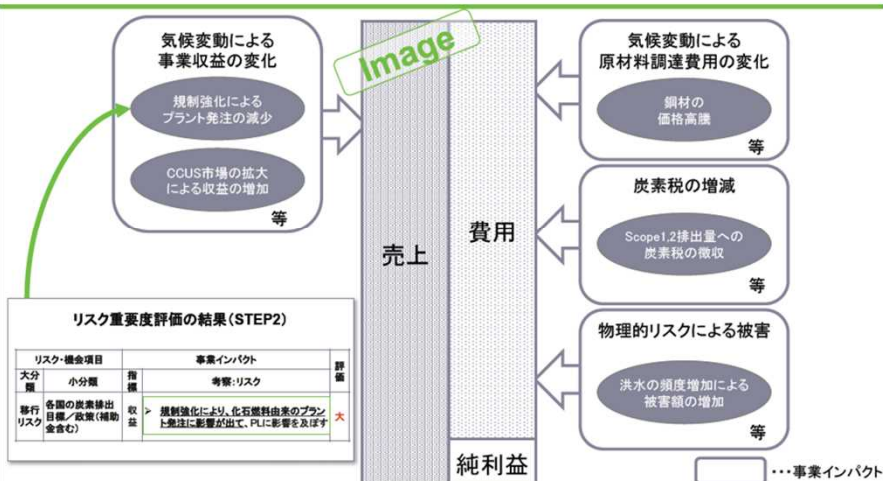 気候変動による
事業収益の変化
規制強化による
プラント発注の減少
CCUS市場の拡大
による収益の増加
等
Image
売上
費用
純利益
気候変動による
原材料調達費用の変化
鋼材の
価格高騰
等
炭素税の増減
Scope1,2排出量への
炭素税の徴収
等
物理的リスクによる被害
洪水の頻度増加による
被害額の増加
等
リスク重要度評価の結果(STEP2)
リスク・機会項目
事業インパクト
評価
大分類
小分類
指標
考察:リスク
移行リスク
各国の炭素排出
目標/政策(補助
金含む)
収益
➢ 規制強化により、化石燃料由来のプラン
ト発注に影響が出て、PLに影響を及ぼす
大
・・・事業インパクト